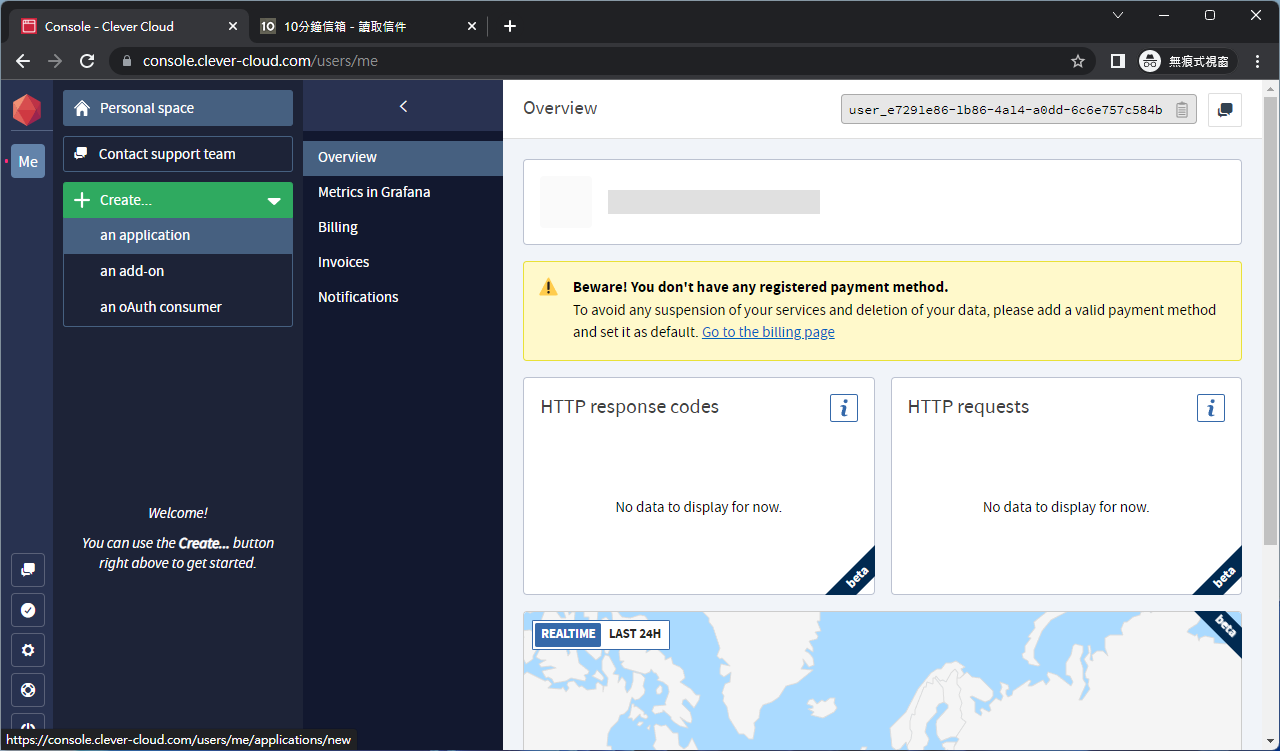 Console - Clever Cloud
10 10分鐘信箱 - 讀取信件
console.clever-cloud.com/users/me
無痕式視窗
Me
Personal space
Contact support team
Create...
an application
an add-on
an oAuth consumer
Welcome!
You can use the Create... button
right above to get started.
Overview
Metrics in Grafana
Billing
Invoices
Notifications
Overview
user_e7291e86-1b86-4a14-a0dd-6c6e757c584b
Beware! You don't have any registered payment method.
To avoid any suspension of your services and deletion of your data, please add a valid payment method
and set it as default. Go to the billing page
HTTP response codes
i
No data to display for now.
beta
HTTP requests
i
No data to display for now.
beta
REALTIME LAST 24H
beta
https://console.clever-cloud.com/users/me/applications/new